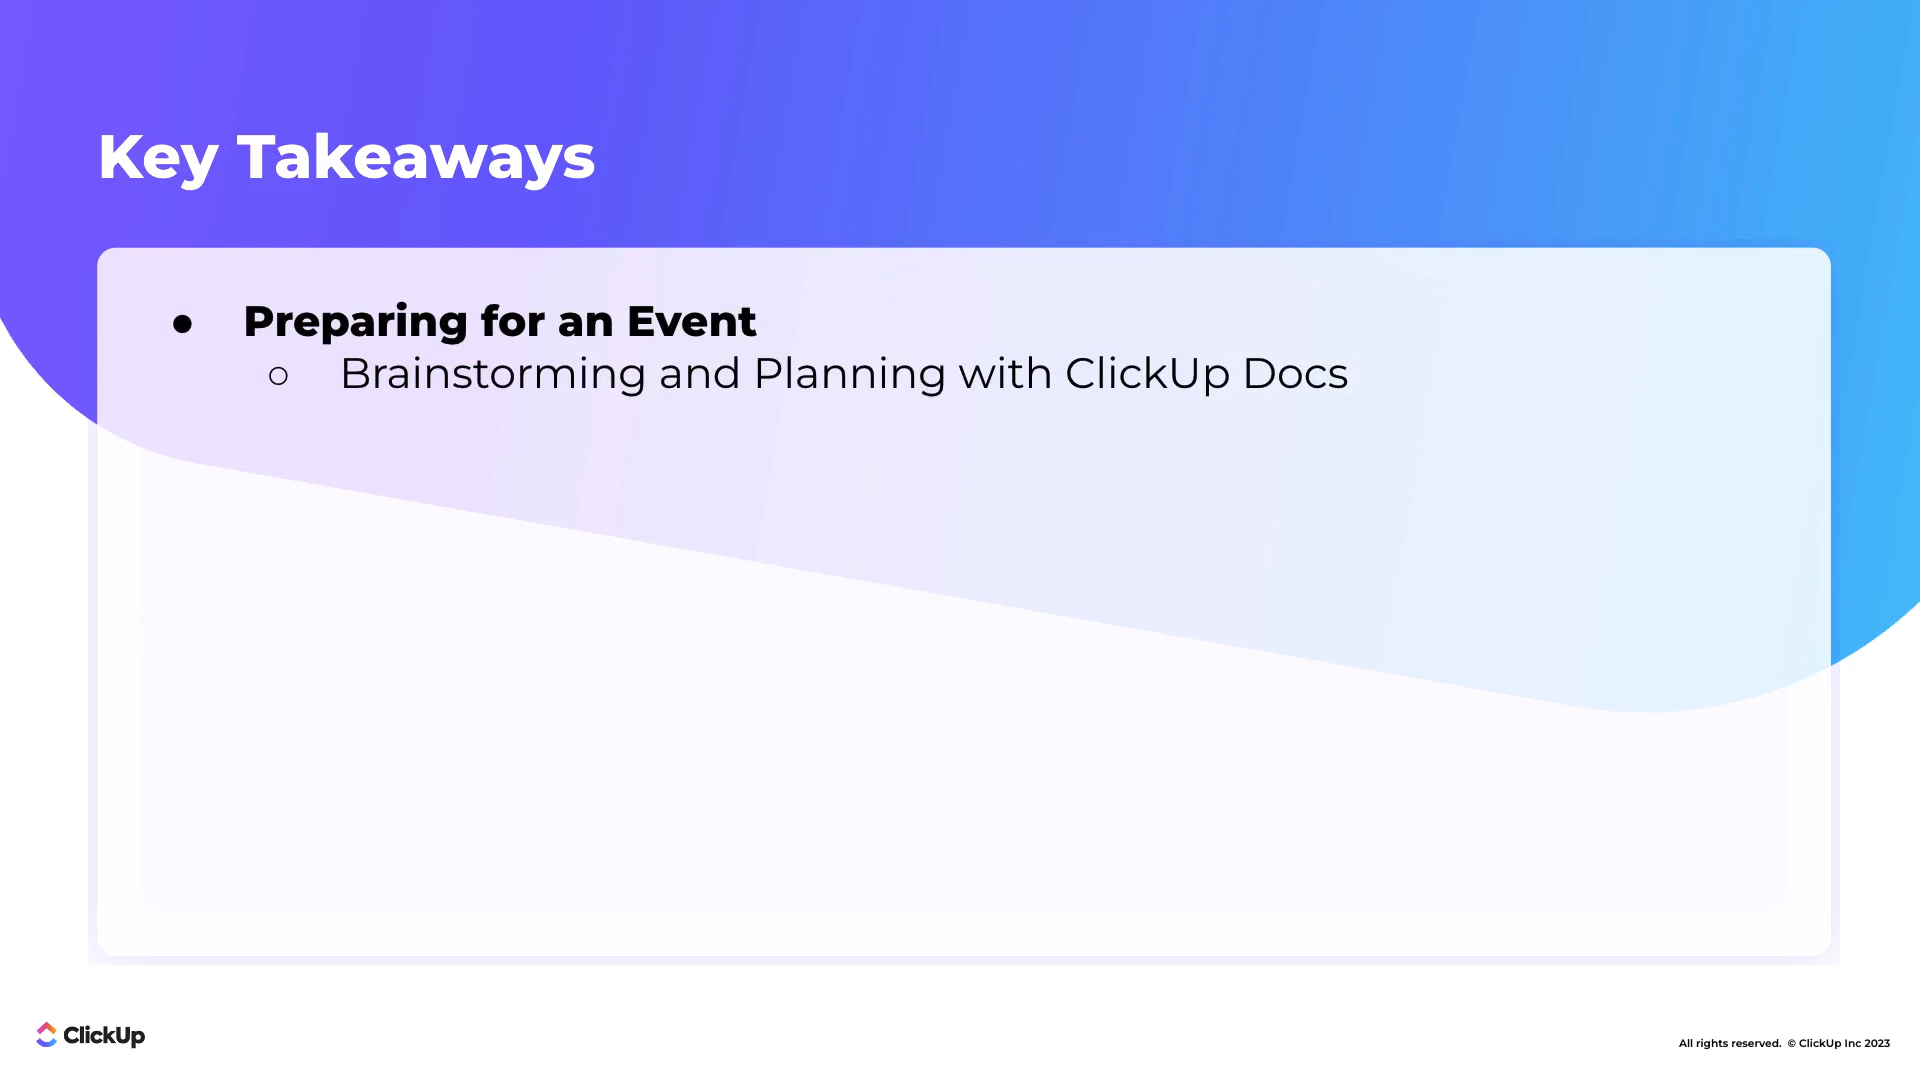 Key Takeaways
● Preparing for an Event
○ Brainstorming and Planning with ClickUp Docs
ClickUp
All rights reserved. © ClickUp Inc 2023